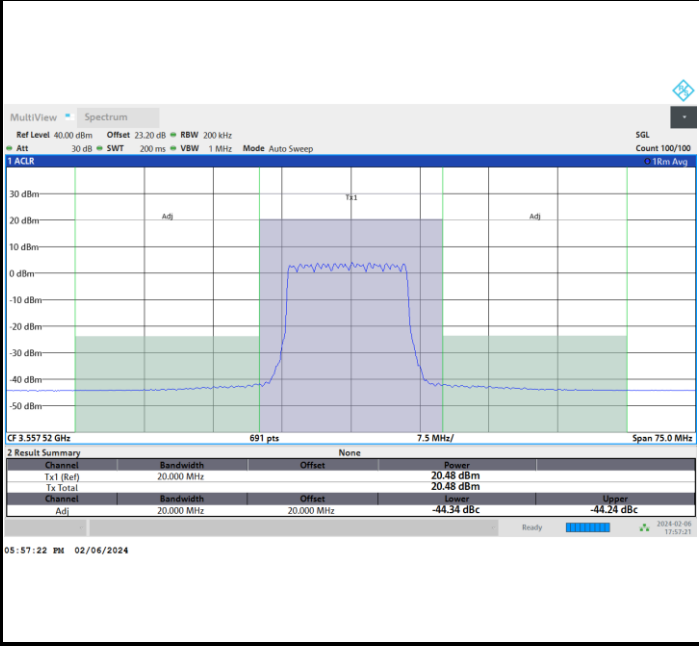 MultiView Spectrum
Ref Level 40.00 dBm Offset 23.20 dB RBW 200 kHz SGL
Att 30 dB SWT 200 ms VBW 1 MHz Mode Auto Sweep Count 100/100
1 ACLR 1Rm Avg
30 dBm
Tx1
20 dBm
Adj Adj
10 dBm
0 dBm
-10 dBm
-20 dBm
-30 dBm
-40 dBm
-50 dBm
CF 3.557 52 GHz 691 pts 7.5 MHz/ Span 75.0 MHz
2 Result Summary None
Channel Bandwidth Offset Power
Tx1 (Ref) 20.000 MHz 20.48 dBm
Tx Total 20.48 dBm
Channel Bandwidth Offset Lower Upper
Adj 20.000 MHz 20.000 MHz -44.34 dBc -44.24 dBc
Ready 2024-02-06
17:57:21
05:57:22 PM 02/06/2024